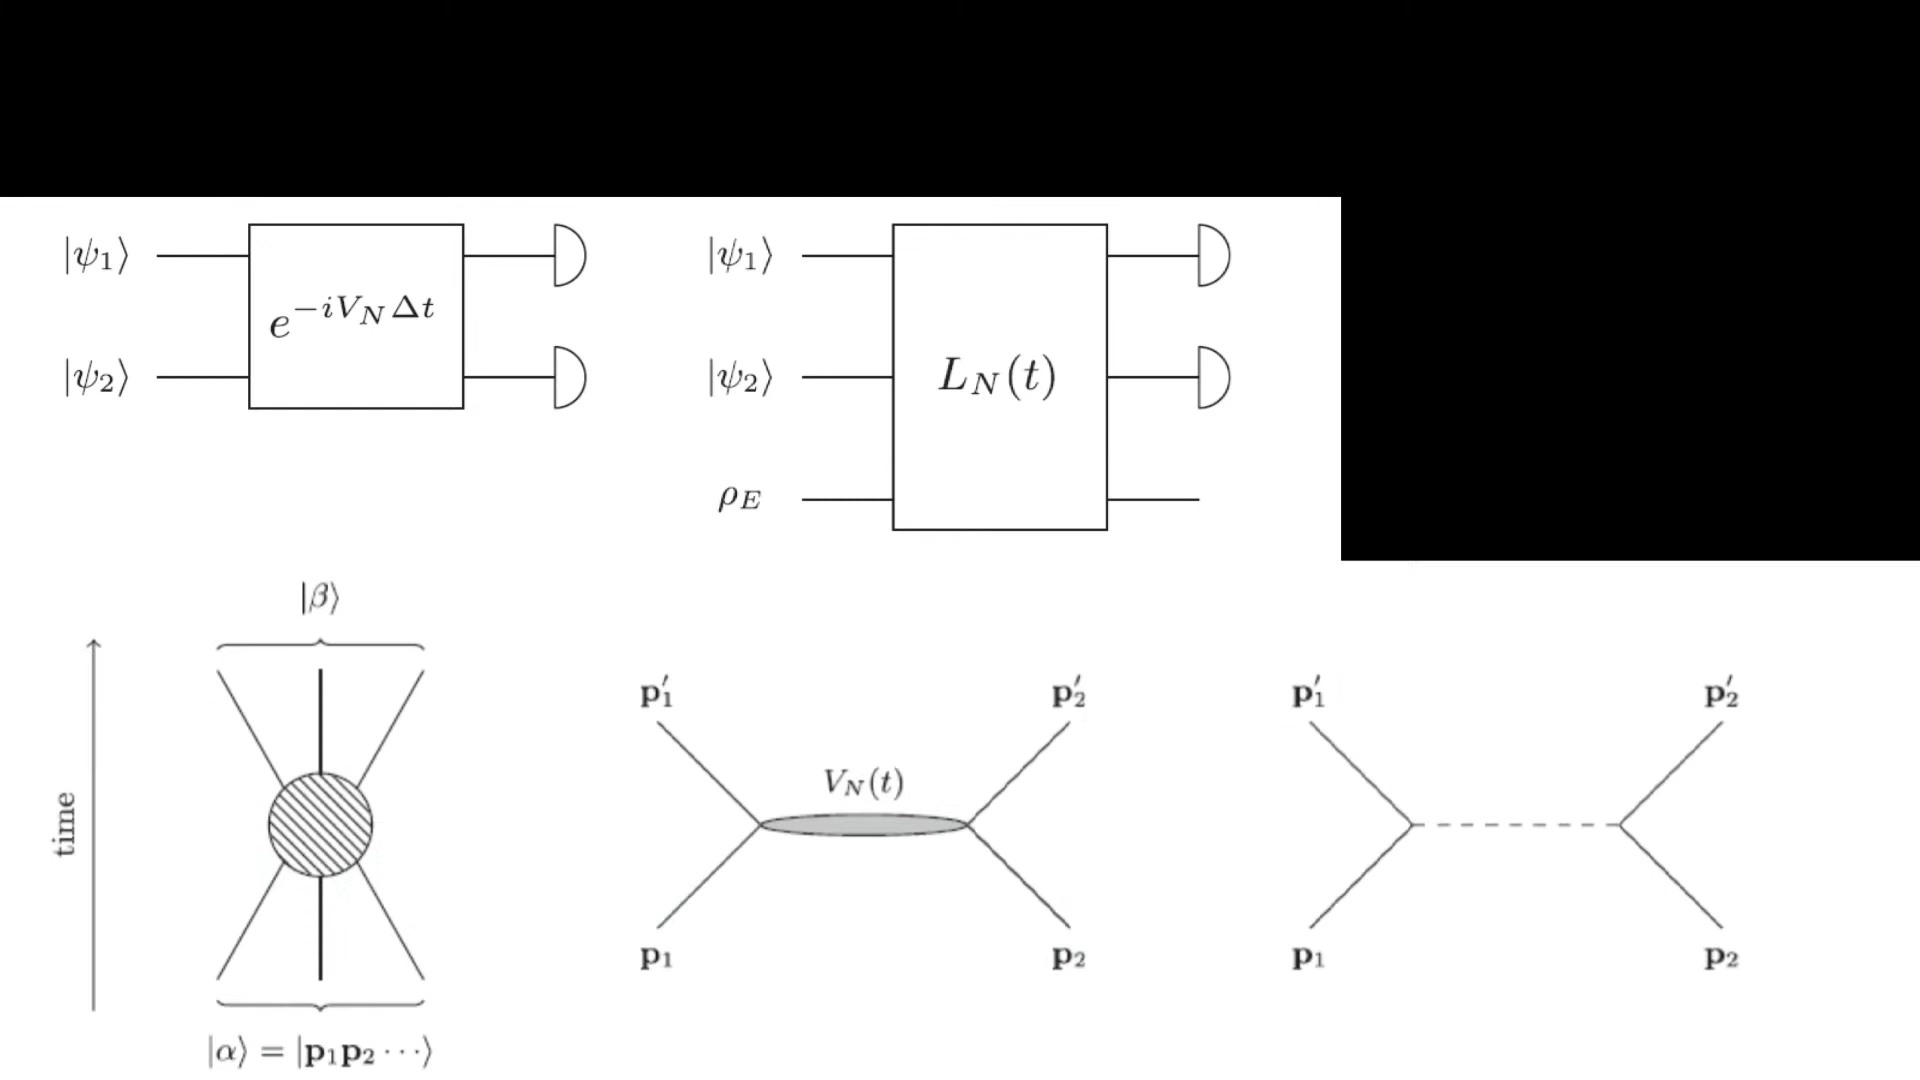 |ψ₁⟩
|ψ₂⟩
e^{−iV_N Δt}
|ψ₁⟩
|ψ₂⟩
ρ_E
L_N(t)
time
|β⟩
|α⟩ = |p₁p₂ ⋯⟩
p′₁
p′₂
V_N(t)
p₁
p₂
p′₁
p′₂
p₁
p₂